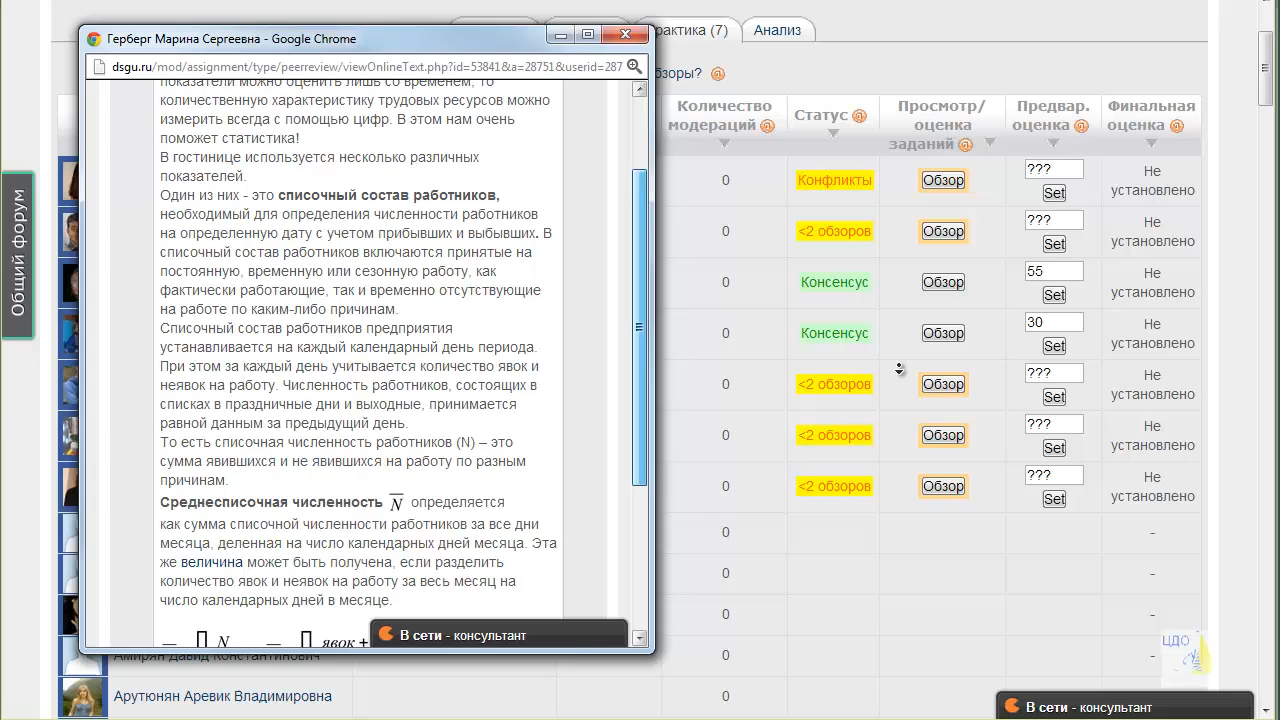 Герберг Марина Сергеевна - Google Chrome
dsgu.ru/mod/assignment/type/peerreview/viewOnlineText.php?id=53841&a=28751&userid=287
показатели можно оценить лишь со временем, то
количественную характеристику трудовых ресурсов можно
измерить всегда с помощью цифр. В этом нам очень
поможет статистика!
В гостинице используется несколько различных
показателей.
Один из них - это списочный состав работников,
необходимый для определения численности работников
на определенную дату с учетом прибывших и выбывших. В
списочный состав работников включаются принятые на
постоянную, временную или сезонную работу, как
фактически работающие, так и временно отсутствующие
на работе по каким-либо причинам.
Списочный состав работников предприятия
устанавливается на каждый календарный день периода.
При этом за каждый день учитывается количество явок и
неявок на работу. Численность работников, состоящих в
списках в праздничные дни и выходные, принимается
равной данным за предыдущий день.
То есть списочная численность работников (N) – это
сумма явившихся и не явившихся на работу по разным
причинам.
Среднесписочная численность N определяется
как сумма списочной численности работников за все дни
месяца, деленная на число календарных дней месяца. Эта
же величина может быть получена, если разделить
количество явок и неявок на работу за весь месяц на
число календарных дней в месяце.
N явок +
В сети - консультант
Общий форум
рактика (7) Анализ
бзоры?
Количество модераций Статус Просмотр/ оценка заданий Предвар. оценка Финальная оценка
0 Конфликты Обзор ??? Set Не установлено
0 <2 обзоров Обзор ??? Set Не установлено
0 Консенсус Обзор 55 Set Не установлено
0 Консенсус Обзор 30 Set Не установлено
0 <2 обзоров Обзор ??? Set Не установлено
0 <2 обзоров Обзор ??? Set Не установлено
0 <2 обзоров Обзор ??? Set Не установлено
0 -
0 -
0 -
Амирян Давид Константинович 0 -
Арутюнян Аревик Владимировна 0 -
ЦДО
В сети - консультант